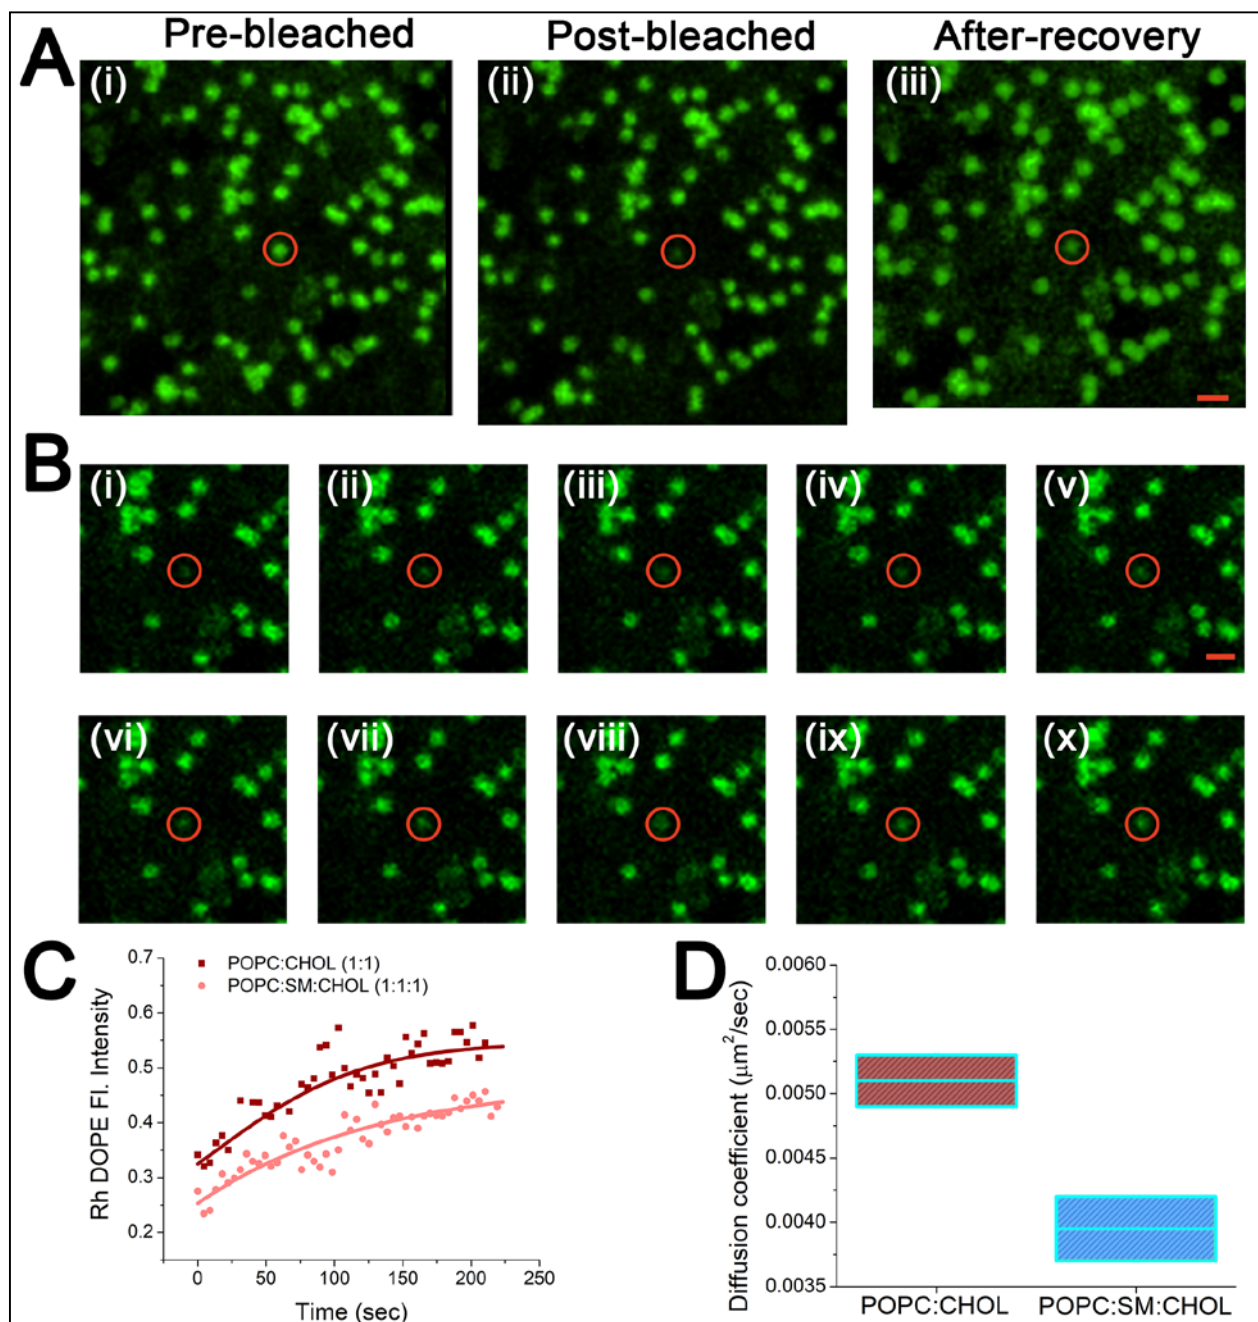 A
Pre-bleached Post-bleached After-recovery
(i) (ii) (iii)
B
(i) (ii) (iii) (iv) (v)
(vi) (vii) (viii) (ix) (x)
C
0.7
0.6
0.5
0.4
0.3
0.2
Rh DOPE Fl. Intensity
POPC:CHOL (1:1)
POPC:SM:CHOL (1:1:1)
0 50 100 150 200 250
Time (sec)
D
0.0060
0.0055
0.0050
0.0045
0.0040
0.0035
Diffusion coefficient (μm²/sec)
POPC:CHOL POPC:SM:CHOL